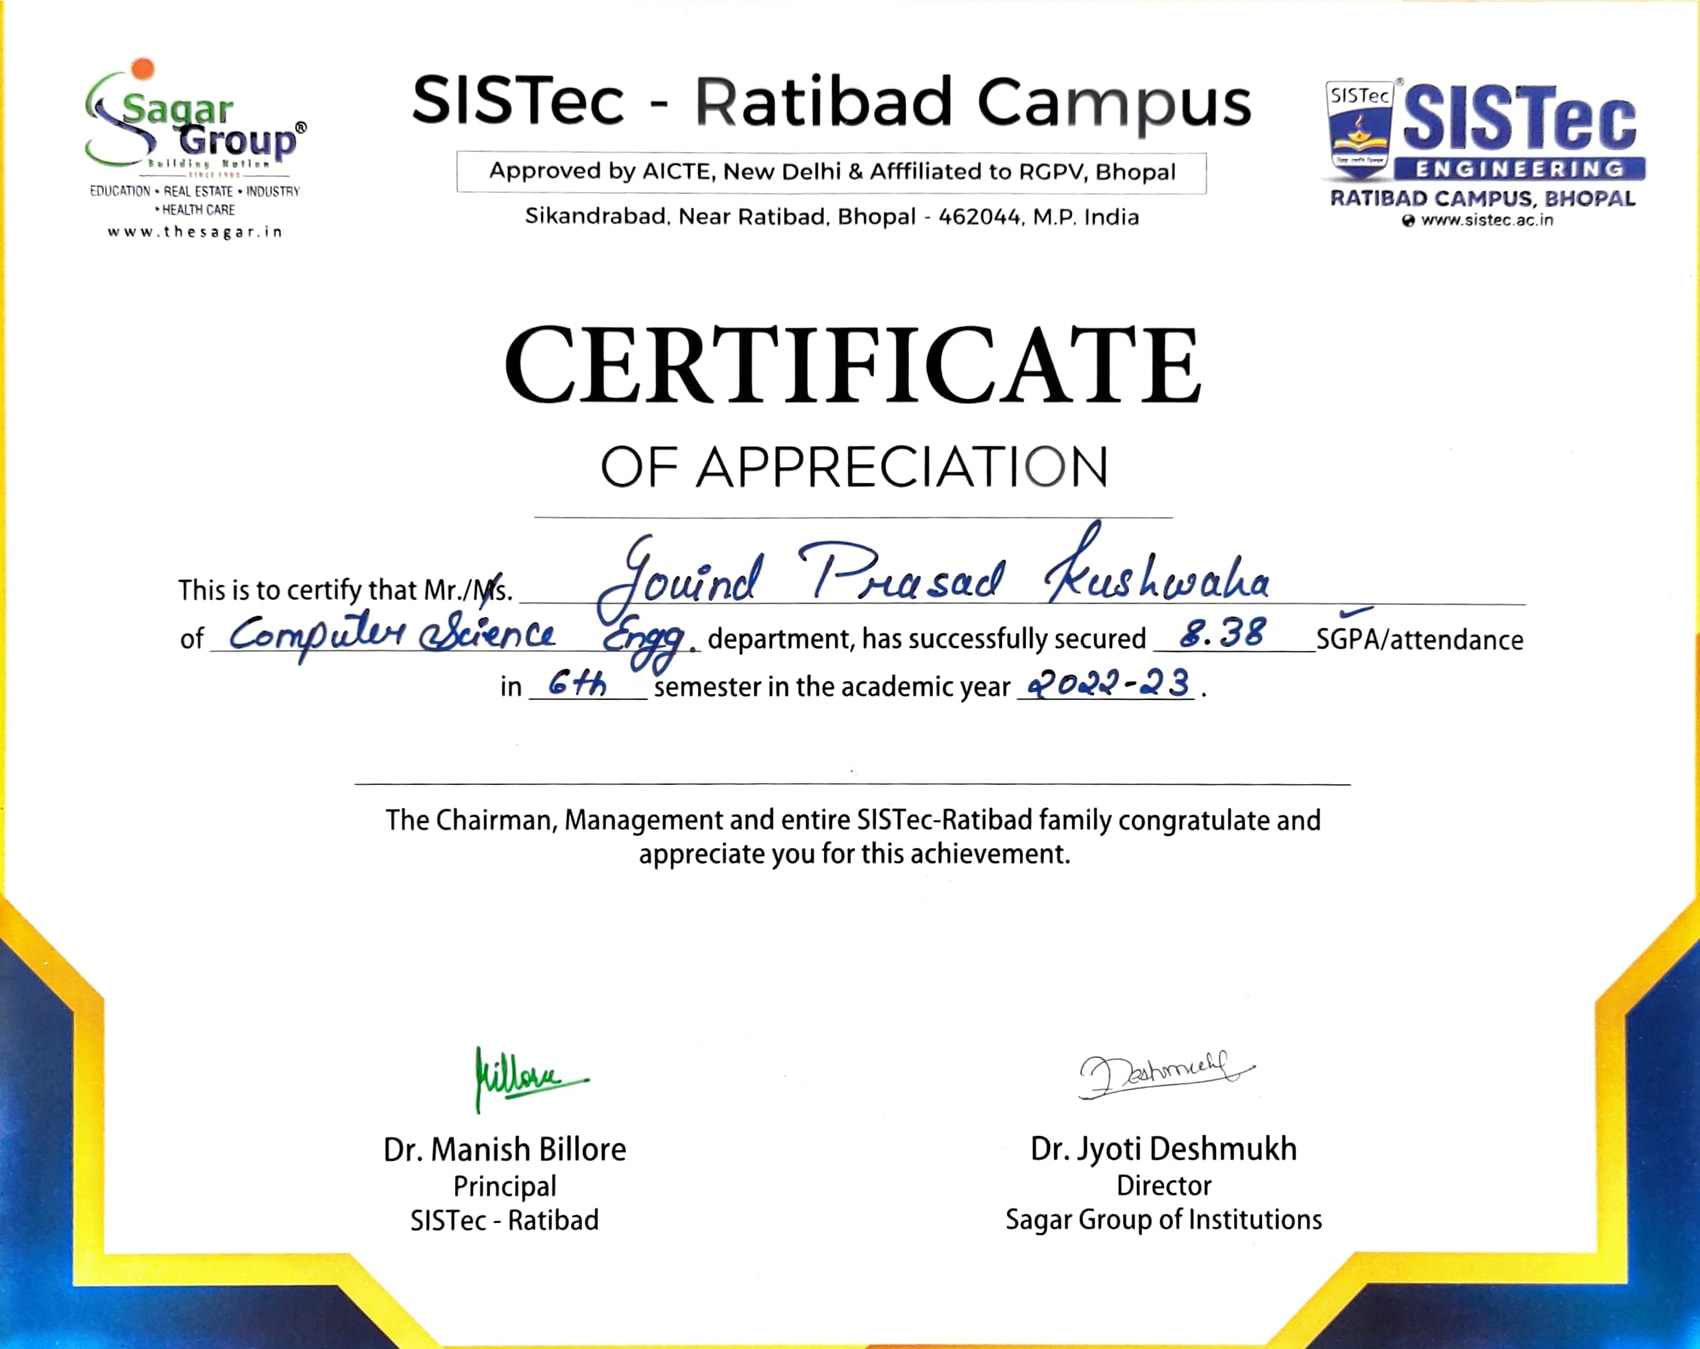 Sagar
Group®
Building Nation
SINCE 1983
EDUCATION • REAL ESTATE • INDUSTRY
• HEALTH CARE
www.thesagar.in
SISTec - Ratibad Campus
Approved by AICTE, New Delhi & Afffiliated to RGPV, Bhopal
Sikandrabad, Near Ratibad, Bhopal - 462044, M.P. India
SISTec
® SISTec
ENGINEERING
RATIBAD CAMPUS, BHOPAL
www.sistec.ac.in
CERTIFICATE
OF APPRECIATION
This is to certify that Mr./Ms. Govind Prasad Kushwaha
of Computer Science Engg. department, has successfully secured 8.38 SGPA/attendance
in 6th semester in the academic year 2022-23.
The Chairman, Management and entire SISTec-Ratibad family congratulate and
appreciate you for this achievement.
Billore
Dr. Manish Billore
Principal
SISTec - Ratibad
JDeshmukh
Dr. Jyoti Deshmukh
Director
Sagar Group of Institutions